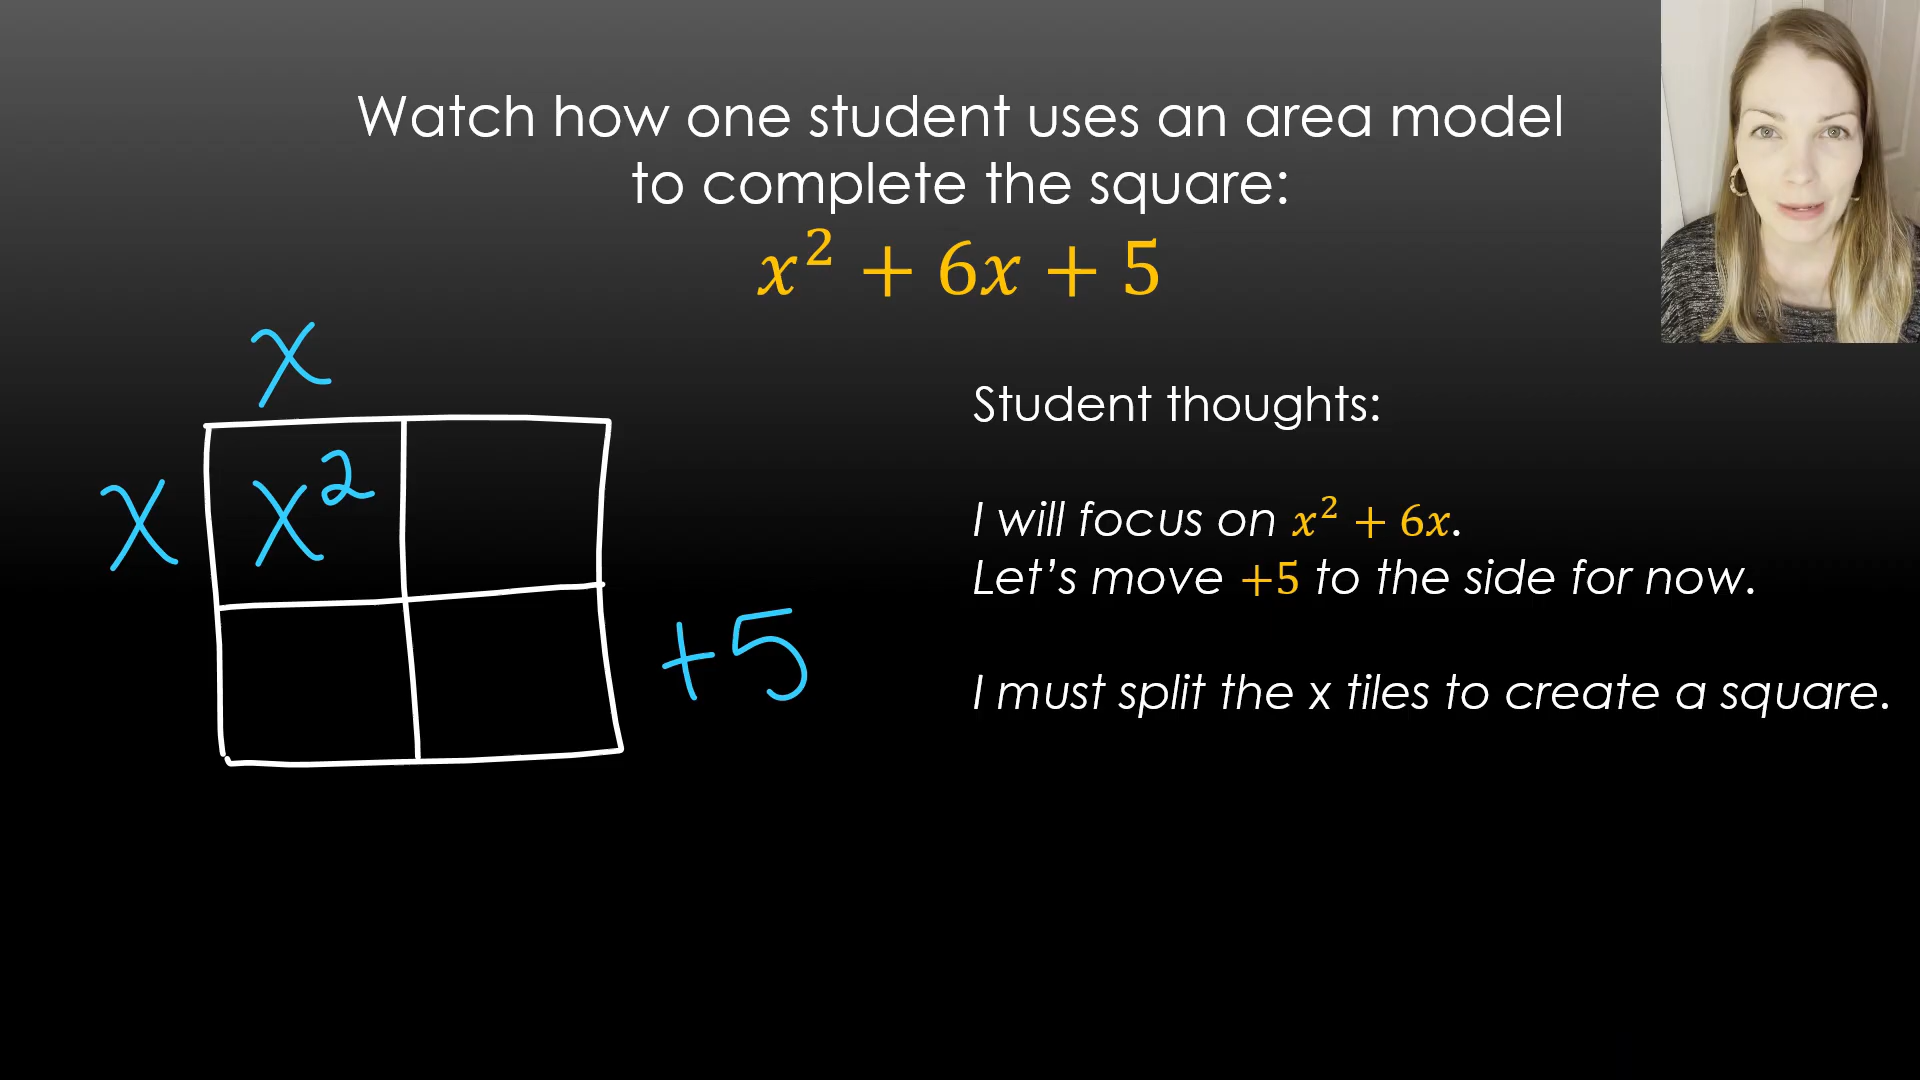 Watch how one student uses an area model
to complete the square:
x² + 6x + 5
x
Student thoughts:
x x²
I will focus on x² + 6x.
Let’s move +5 to the side for now.
+5
I must split the x tiles to create a square.